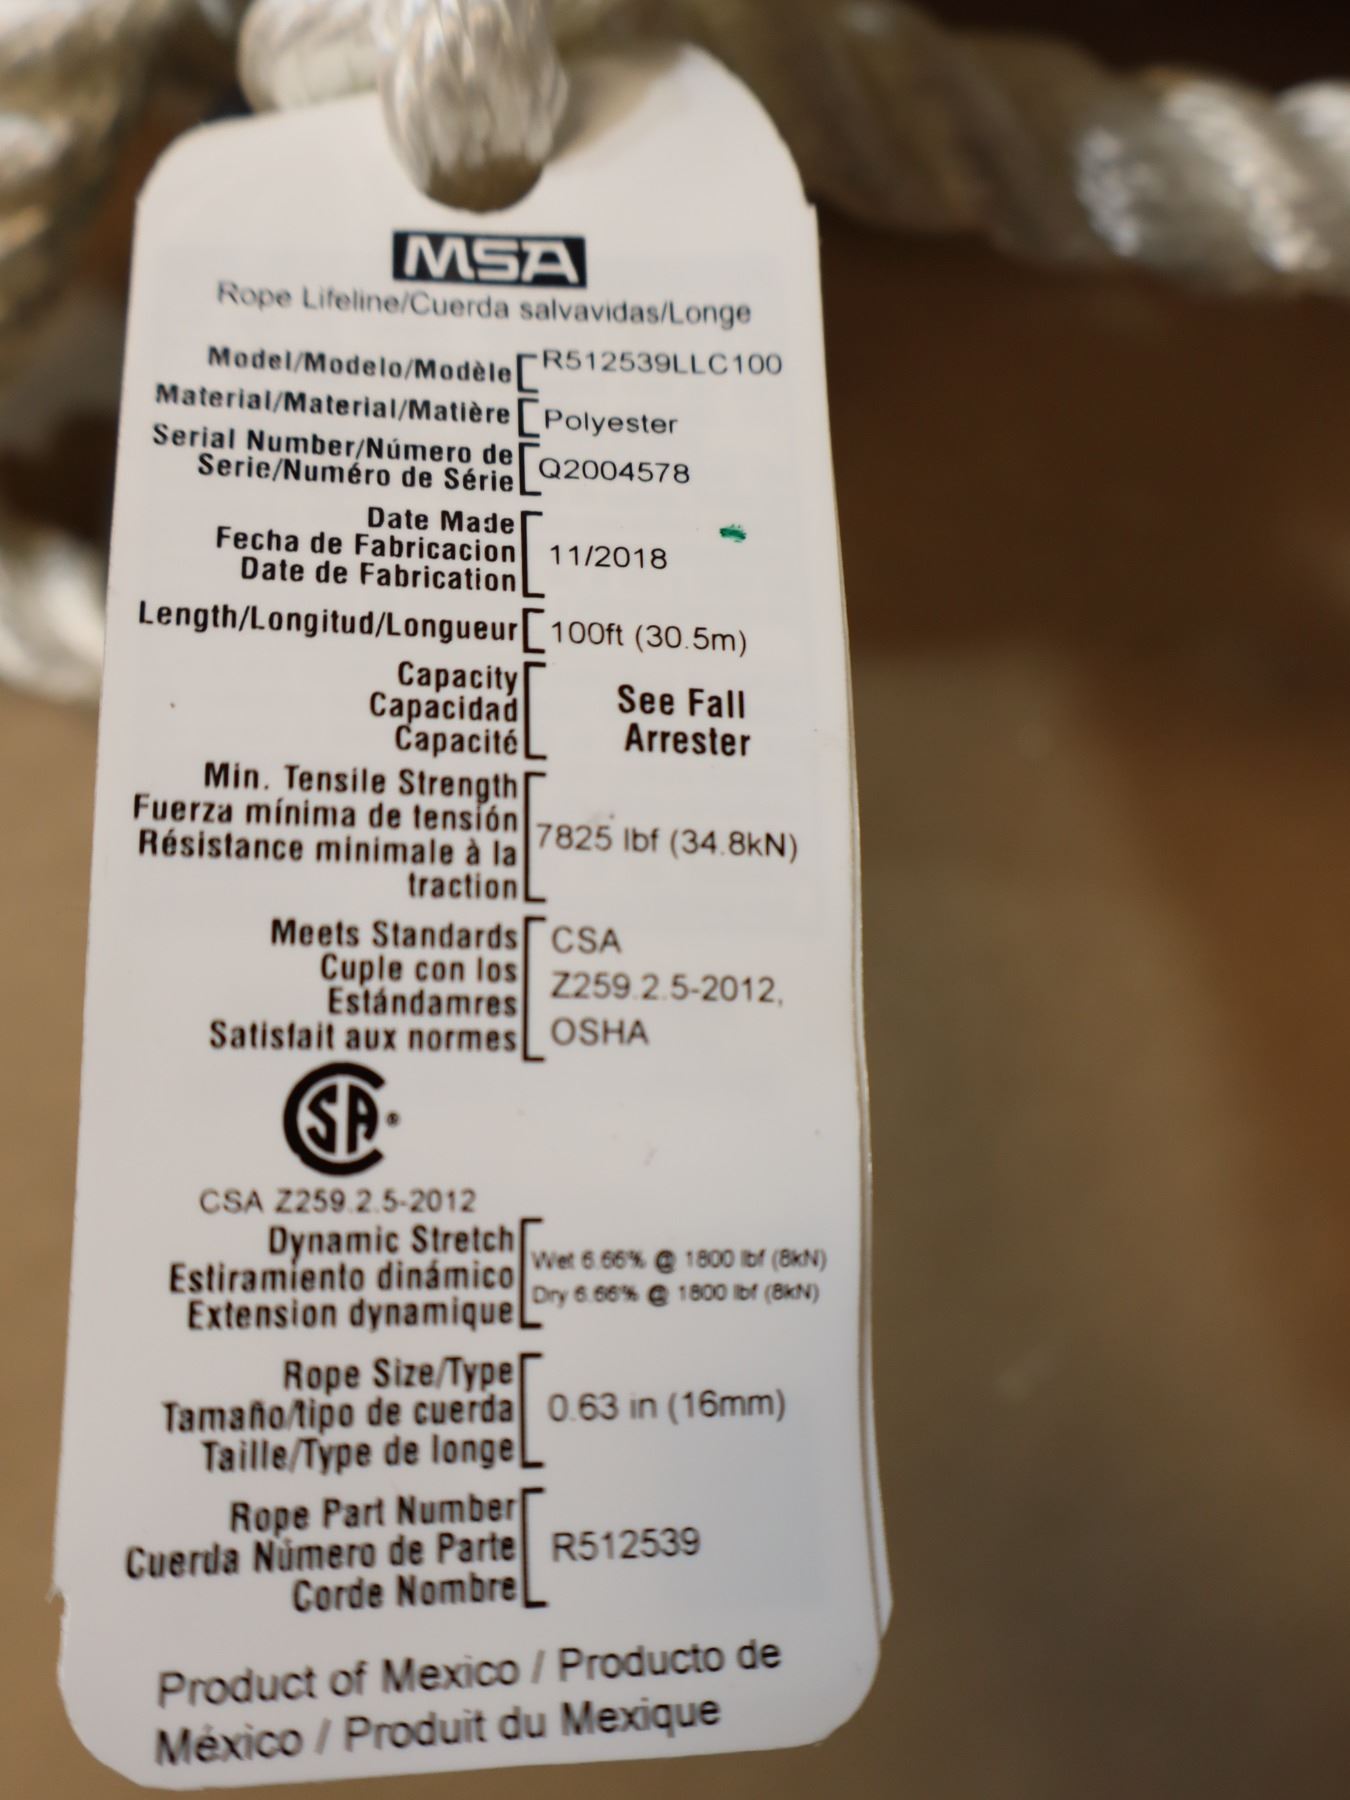 MSA
Rope Lifeline/Cuerda salvavidas/Longe
Model/Modelo/Modèle R512539LLC100
Material/Material/Matière Polyester
Serial Number/Número de
Serie/Numéro de Série Q2004578
Date Made
Fecha de Fabricacion 11/2018
Date de Fabrication
Length/Longitud/Longueur 100ft (30.5m)
Capacity
Capacidad
Capacité
See Fall
Arrester
Min. Tensile Strength
Fuerza mínima de tensión
Résistance minimale à la
traction
7825 lbf (34.8kN)
Meets Standards
Cuple con los
Estándamres
Satisfait aux normes
CSA
Z259.2.5-2012,
OSHA
CSA ®
CSA Z259.2.5-2012
Dynamic Stretch
Estiramiento dinámico
Extension dynamique
Wet 6.66% @ 1800 lbf (8kN)
Dry 6.66% @ 1800 lbf (8kN)
Rope Size/Type
Tamaño/tipo de cuerda
Taille/Type de longe
0.63 in (16mm)
Rope Part Number
Cuerda Número de Parte
Corde Nombre
R512539
Product of Mexico / Producto de
México / Produit du Mexique